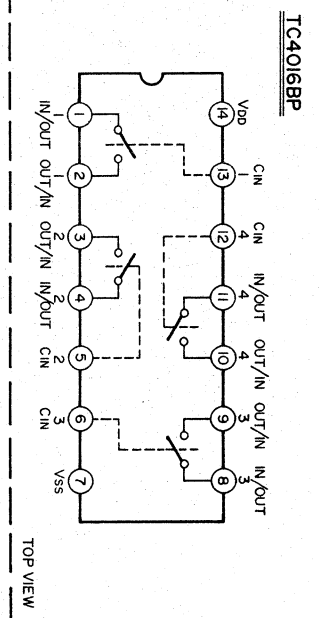 TC4016BP
14 VDD
13 CIN 1
12 CIN 4
11 IN/OUT 4
10 OUT/IN 4
9 OUT/IN 3
8 IN/OUT 3
1 IN/OUT 1
2 OUT/IN 1
3 OUT/IN 2
4 IN/OUT 2
5 CIN 2
6 CIN 3
7 VSS
TOP VIEW